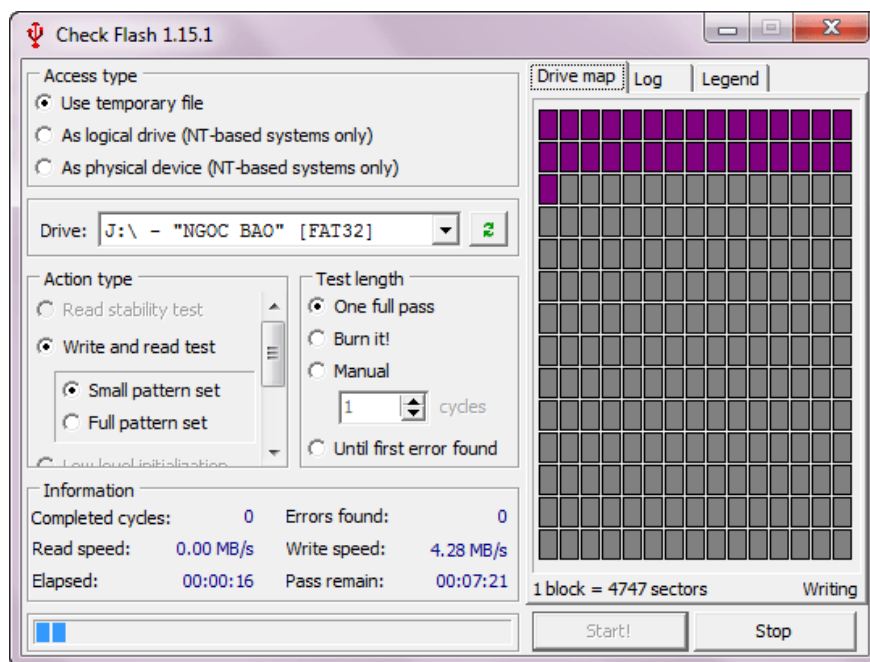 Check Flash 1.15.1
Access type
Use temporary file
As logical drive (NT-based systems only)
As physical device (NT-based systems only)
Drive: J:\ - "NGOC BAO" [FAT32]
Action type
Read stability test
Write and read test
Small pattern set
Full pattern set
Low level initialization
Test length
One full pass
Burn it!
Manual
1 cycles
Until first error found
Information
Completed cycles: 0 Errors found: 0
Read speed: 0.00 MB/s Write speed: 4.28 MB/s
Elapsed: 00:00:16 Pass remain: 00:07:21
Drive map Log Legend
1 block = 4747 sectors Writing
Start! Stop